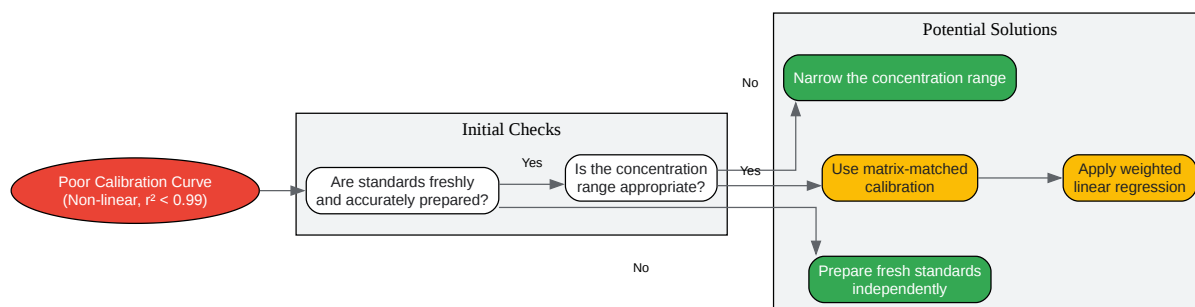 Potential Solutions
No
Narrow the concentration range
Initial Checks
Poor Calibration Curve
(Non-linear, r² < 0.99)
Are standards freshly
and accurately prepared?
Yes
Is the concentration
range appropriate?
Yes
Use matrix-matched
calibration
Apply weighted
linear regression
No
Prepare fresh standards
independently